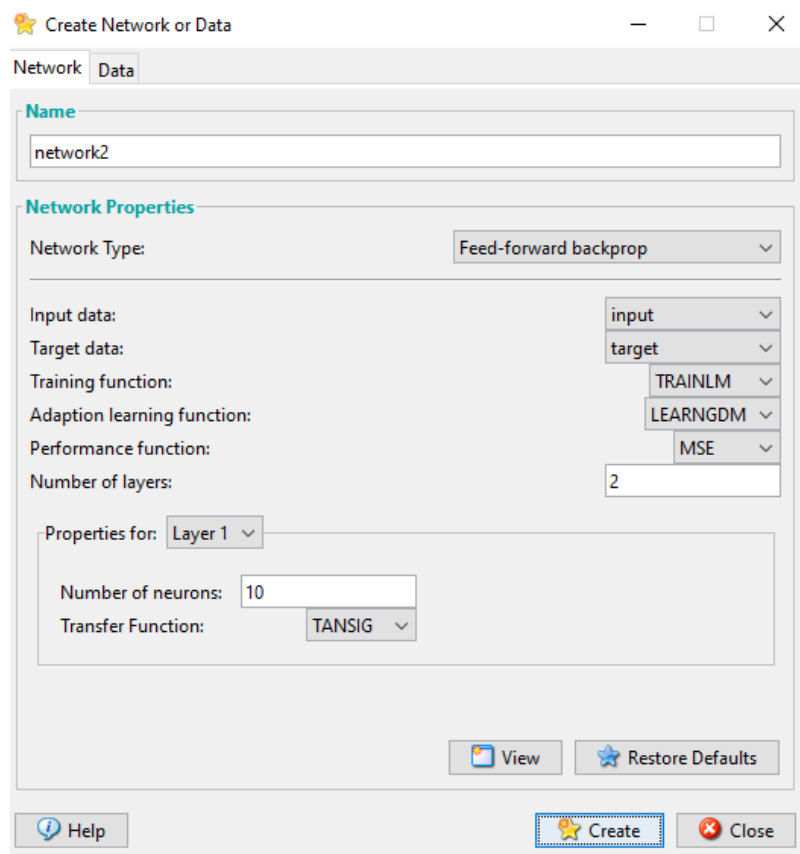 Create Network or Data
Network Data
Name
network2
Network Properties
Network Type: Feed-forward backprop
Input data: input
Target data: target
Training function: TRAINLM
Adaption learning function: LEARNGDM
Performance function: MSE
Number of layers: 2
Properties for: Layer 1
Number of neurons: 10
Transfer Function: TANSIG
View Restore Defaults
Help Create Close